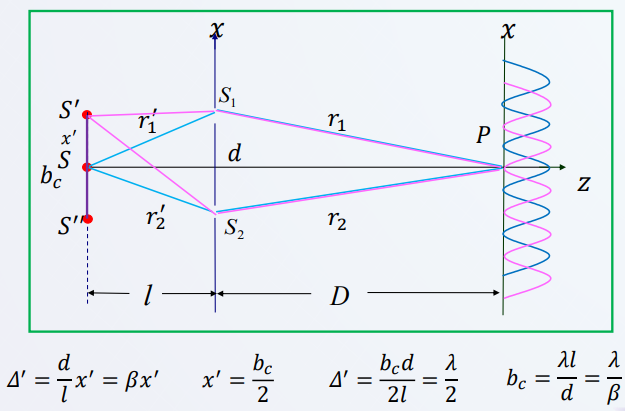 x
x
S'
S₁
r₁'
r₁
x'
P
S
d
b_c
z
S''
r₂'
S₂
r₂
l
D
Δ′ = d/l x′ = βx′ x′ = b_c/2 Δ′ = b_c d/2l = λ/2 b_c = λl/d = λ/β